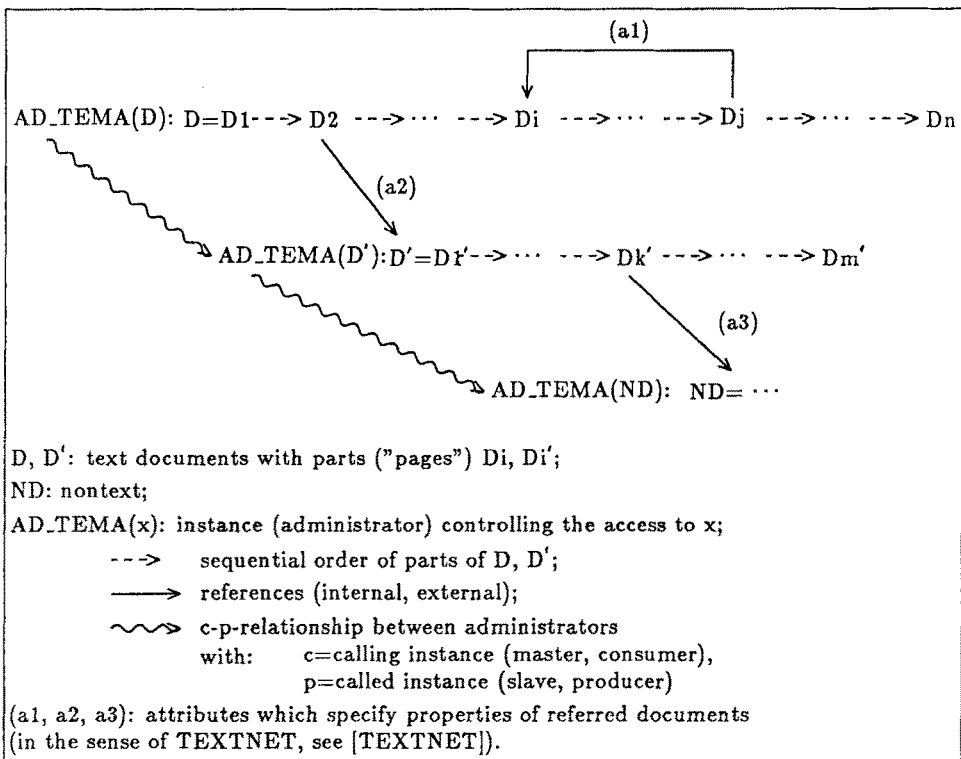 (a1)
AD_TEMA(D): D=D1---> D2 --->··· ---> Di --->··· ---> Dj --->··· ---> Dn
(a2)
AD_TEMA(D'):D'=D1'--->··· ---> Dk' --->··· ---> Dm'
(a3)
AD_TEMA(ND): ND= ···
D, D': text documents with parts ("pages") Di, Di';
ND: nontext;
AD_TEMA(x): instance (administrator) controlling the access to x;
---> sequential order of parts of D, D';
references (internal, external);
c-p-relationship between administrators
with: c=calling instance (master, consumer),
p=called instance (slave, producer)
(a1, a2, a3): attributes which specify properties of referred documents
(in the sense of TEXTNET, see [TEXTNET]).